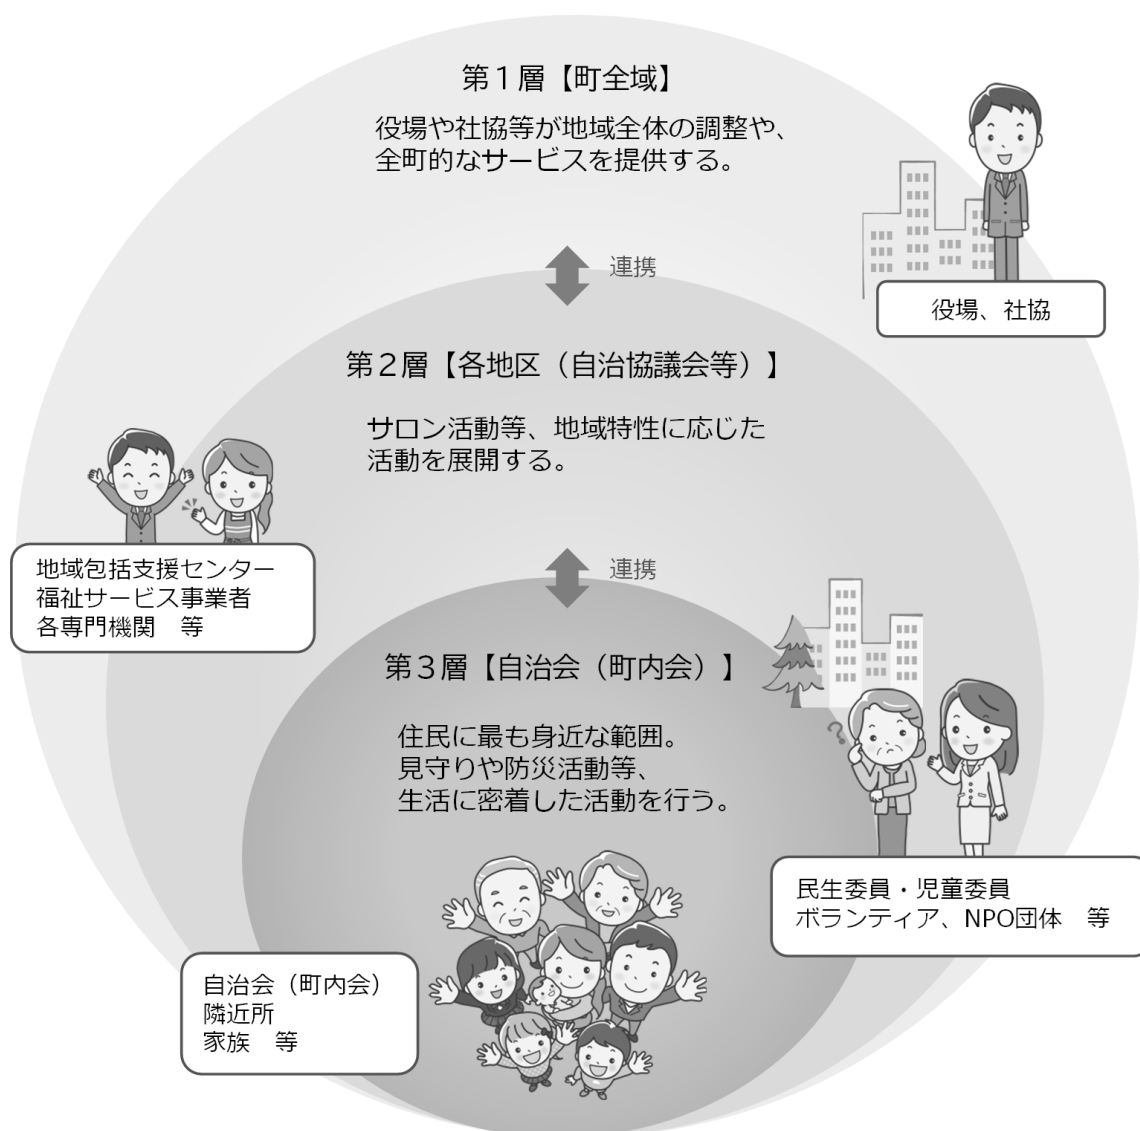 第１層【町全域】
役場や社協等が地域全体の調整や、
全町的なサービスを提供する。
連携
役場、社協
第２層【各地区（自治協議会等）】
サロン活動等、地域特性に応じた
活動を展開する。
地域包括支援センター
福祉サービス事業者
各専門機関　等
連携
第３層【自治会（町内会）】
住民に最も身近な範囲。
見守りや防災活動等、
生活に密着した活動を行う。
？
民生委員・児童委員
ボランティア、NPO団体　等
自治会（町内会）
隣近所
家族　等